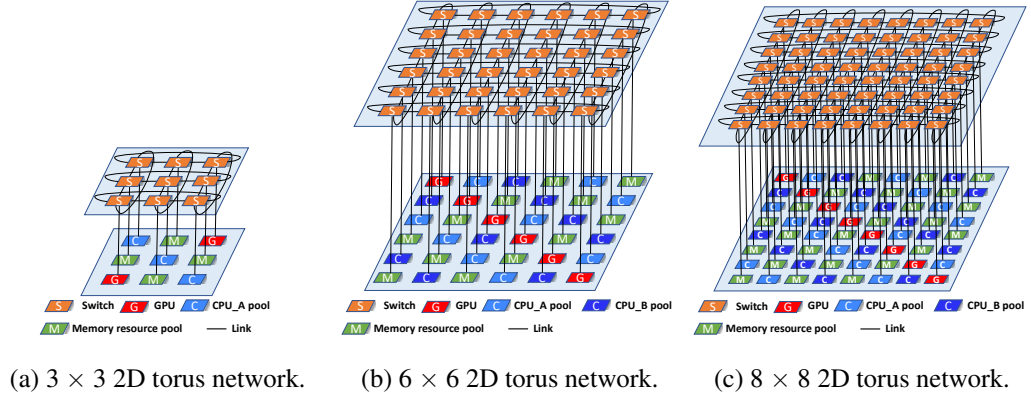 S S S
S S S
S S S
C M G
M C M
G M C
S Switch G GPU C CPU_A pool
M Memory resource pool Link
(a) 3 × 3 2D torus network.
S S S S S S
S S S S S S
S S S S S S
S S S S S S
S S S S S S
S S S S S S
G C C M C M
C G M C M C
C M G C C M
M C C G M C
C M C M G C
M C M C C G
S Switch G GPU C CPU_A pool C CPU_B pool
M Memory resource pool Link
(b) 6 × 6 2D torus network.
S S S S S S S S
S S S S S S S S
S S S S S S S S
S S S S S S S S
S S S S S S S S
S S S S S S S S
S S S S S S S S
S S S S S S S S
S Switch G GPU C CPU_A pool C CPU_B pool
M Memory resource pool Link
(c) 8 × 8 2D torus network.